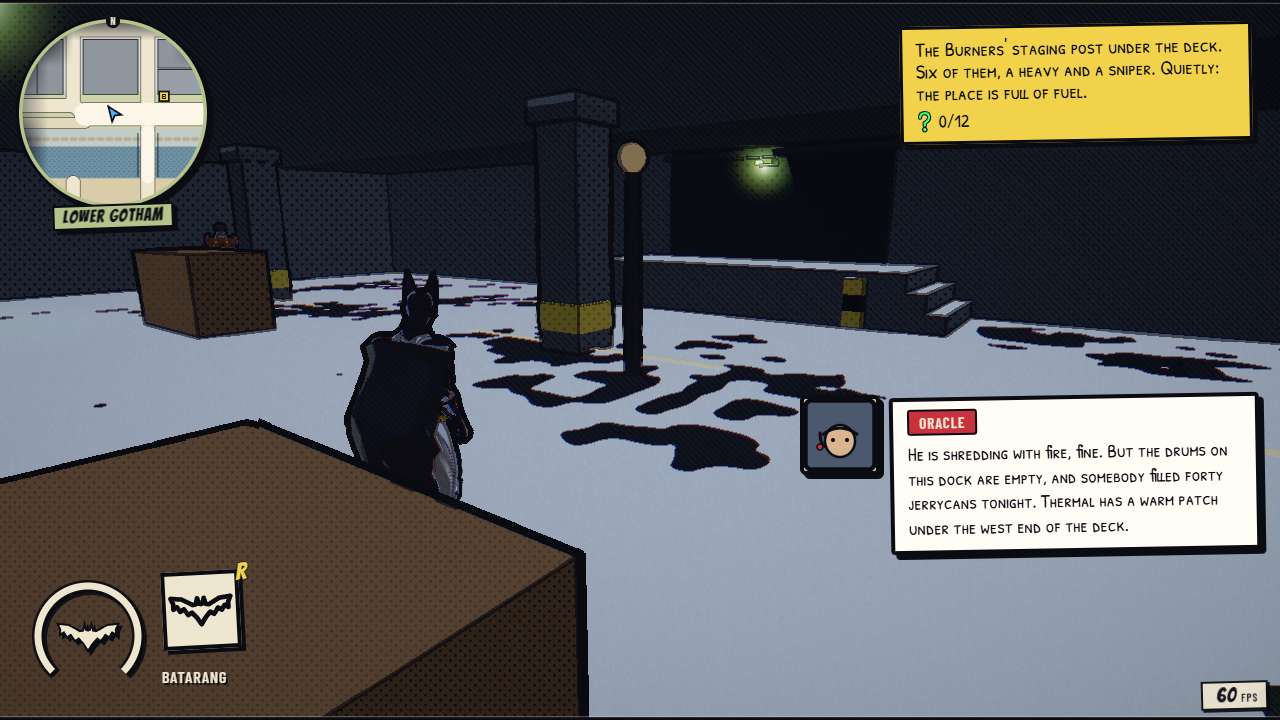 N
B
LOWER GOTHAM
The Burners' staging post under the deck.
Six of them, a heavy and a sniper. Quietly:
the place is full of fuel.
? 0/12
ORACLE
He is shredding with fire, fine. But the drums on
this dock are empty, and somebody filled forty
jerrycans tonight. Thermal has a warm patch
under the west end of the deck.
R
BATARANG
60 FPS